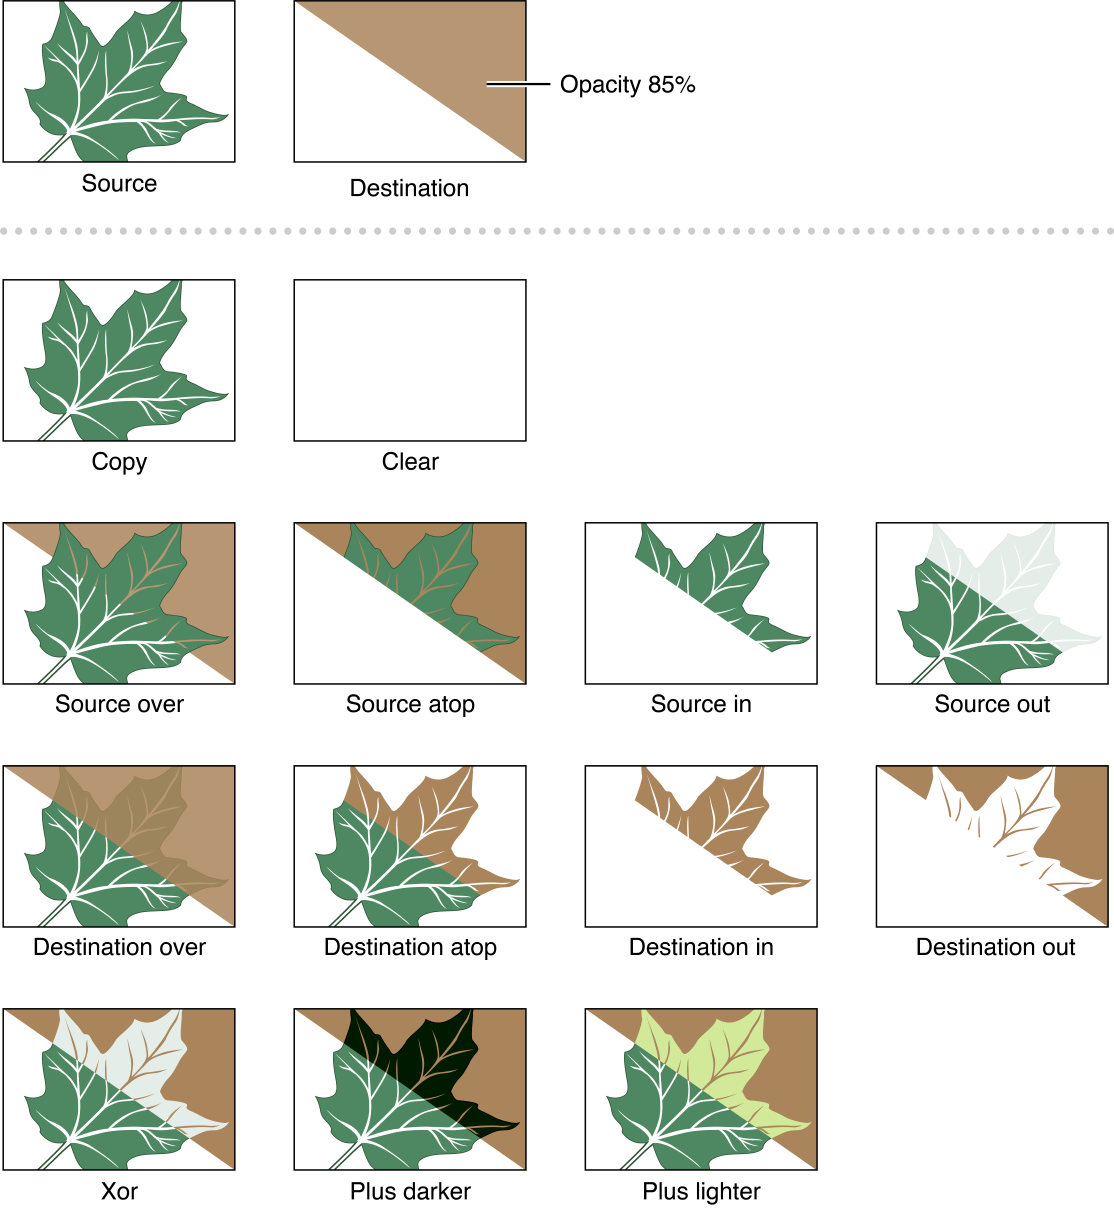 Opacity 85%
Source
Destination
Copy
Clear
Source over
Source atop
Source in
Source out
Destination over
Destination atop
Destination in
Destination out
Xor
Plus darker
Plus lighter